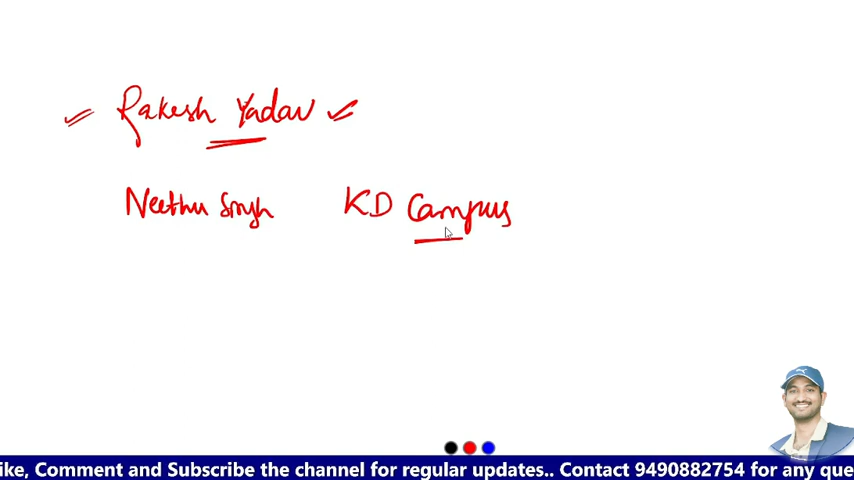 Rakesh Yadav
Neethu Singh KD Campus
ike, Comment and Subscribe the channel for regular updates.. Contact 9490882754 for any que